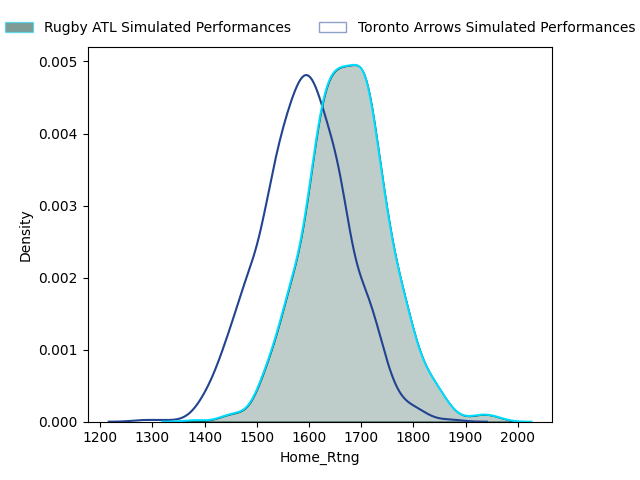 Rugby ATL Simulated Performances Toronto Arrows Simulated Performances
0.005
0.004
0.003
0.002
0.001
0.000
Density
1200 1300 1400 1500 1600 1700 1800 1900 2000
Home_Rtng